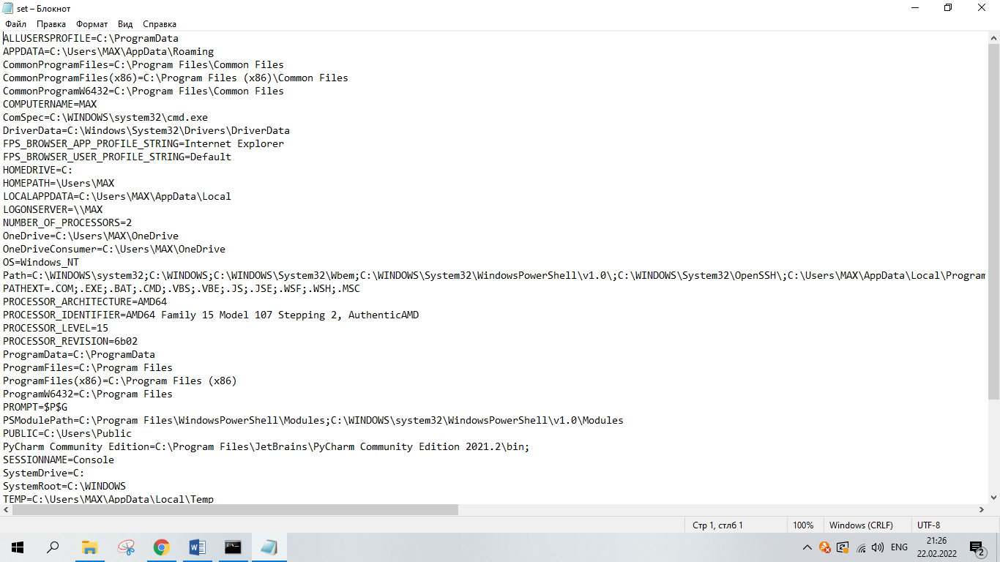 set – Блокнот
Файл Правка Формат Вид Справка
ALLUSERSPROFILE=C:\ProgramData
APPDATA=C:\Users\MAX\AppData\Roaming
CommonProgramFiles=C:\Program Files\Common Files
CommonProgramFiles(x86)=C:\Program Files (x86)\Common Files
CommonProgramW6432=C:\Program Files\Common Files
COMPUTERNAME=MAX
ComSpec=C:\WINDOWS\system32\cmd.exe
DriverData=C:\Windows\System32\Drivers\DriverData
FPS_BROWSER_APP_PROFILE_STRING=Internet Explorer
FPS_BROWSER_USER_PROFILE_STRING=Default
HOMEDRIVE=C:
HOMEPATH=\Users\MAX
LOCALAPPDATA=C:\Users\MAX\AppData\Local
LOGONSERVER=\\MAX
NUMBER_OF_PROCESSORS=2
OneDrive=C:\Users\MAX\OneDrive
OneDriveConsumer=C:\Users\MAX\OneDrive
OS=Windows_NT
Path=C:\WINDOWS\system32;C:\WINDOWS;C:\WINDOWS\System32\Wbem;C:\WINDOWS\System32\WindowsPowerShell\v1.0\;C:\WINDOWS\System32\OpenSSH\;C:\Users\MAX\AppData\Local\Program
PATHEXT=.COM;.EXE;.BAT;.CMD;.VBS;.VBE;.JS;.JSE;.WSF;.WSH;.MSC
PROCESSOR_ARCHITECTURE=AMD64
PROCESSOR_IDENTIFIER=AMD64 Family 15 Model 107 Stepping 2, AuthenticAMD
PROCESSOR_LEVEL=15
PROCESSOR_REVISION=6b02
ProgramData=C:\ProgramData
ProgramFiles=C:\Program Files
ProgramFiles(x86)=C:\Program Files (x86)
ProgramW6432=C:\Program Files
PROMPT=$P$G
PSModulePath=C:\Program Files\WindowsPowerShell\Modules;C:\WINDOWS\system32\WindowsPowerShell\v1.0\Modules
PUBLIC=C:\Users\Public
PyCharm Community Edition=C:\Program Files\JetBrains\PyCharm Community Edition 2021.2\bin;
SESSIONNAME=Console
SystemDrive=C:
SystemRoot=C:\WINDOWS
TEMP=C:\Users\MAX\AppData\Local\Temp
Стр 1, стлб 1 100% Windows (CRLF) UTF-8
ENG 21:26
22.02.2022 2